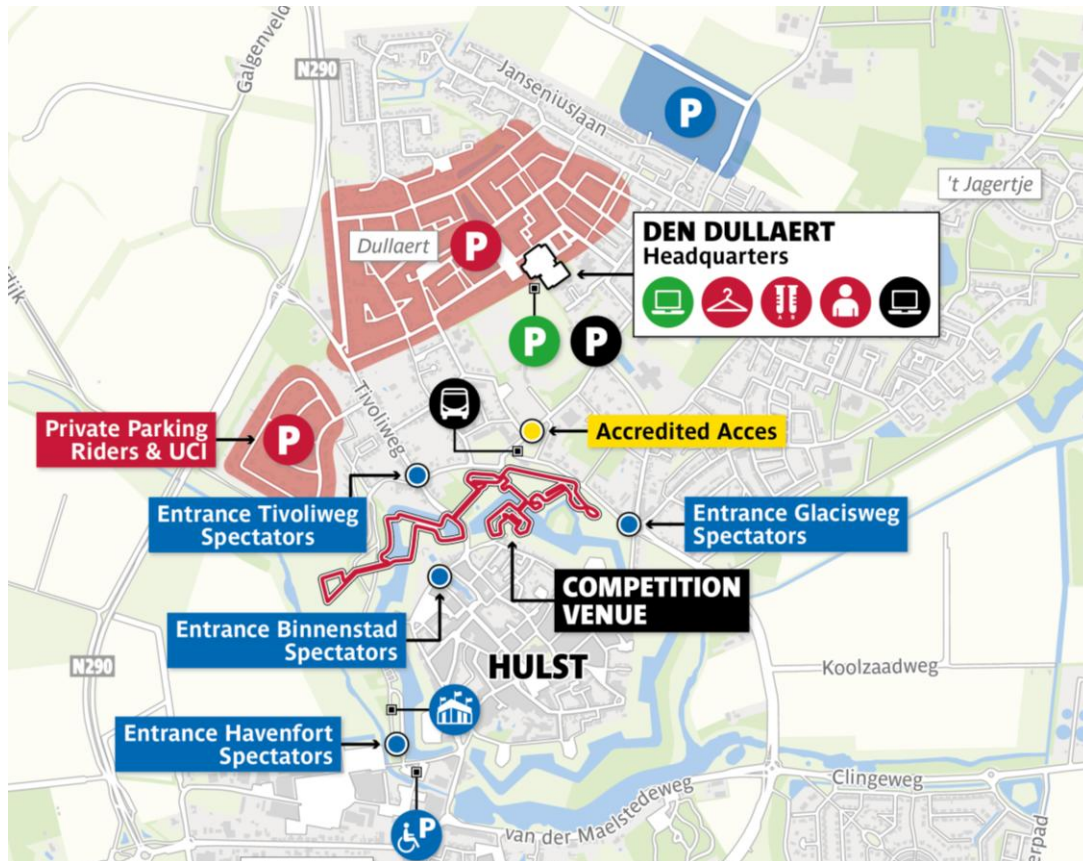 Galgenveld
N290
Janseniuslaan
P
't Jagertje
Dullaert
P
DEN DULLAERT
Headquarters
A B
P
P
Tivoliweg
Private Parking
Riders & UCI
P
Accredited Acces
Entrance Tivoliweg
Spectators
Entrance Glacisweg
Spectators
COMPETITION
VENUE
Entrance Binnenstad
Spectators
HULST
N290
Koolzaadweg
Entrance Havenfort
Spectators
Clingeweg
P
van der Maelstedeweg